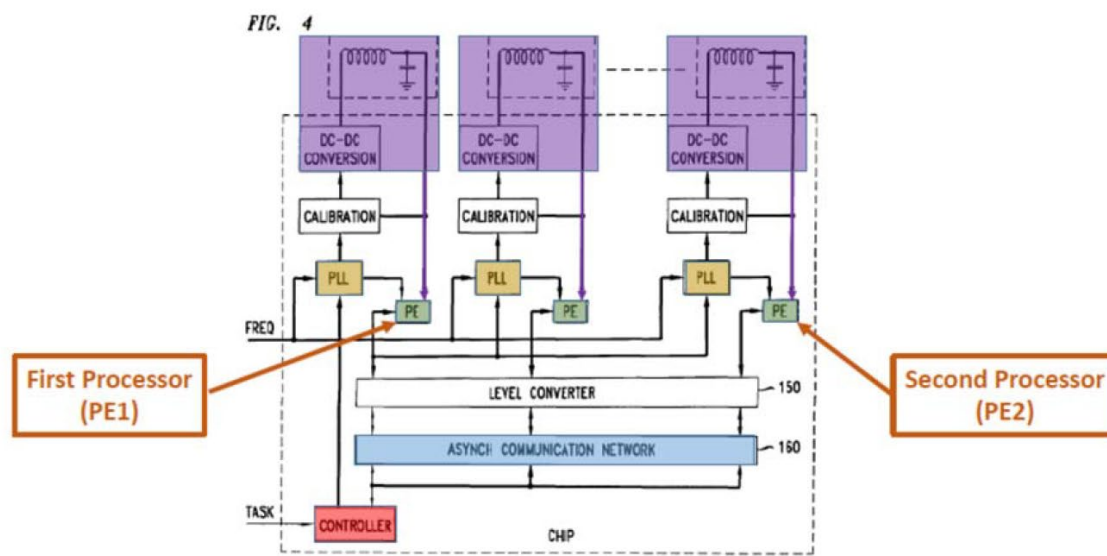 FIG. 4
DC-DC
CONVERSION
DC-DC
CONVERSION
DC-DC
CONVERSION
CALIBRATION
CALIBRATION
CALIBRATION
PLL
PLL
PLL
PE
PE
PE
FREQ
First Processor
(PE1)
Second Processor
(PE2)
LEVEL CONVERTER
150
ASYNCH COMMUNICATION NETWORK
160
TASK
CONTROLLER
CHIP